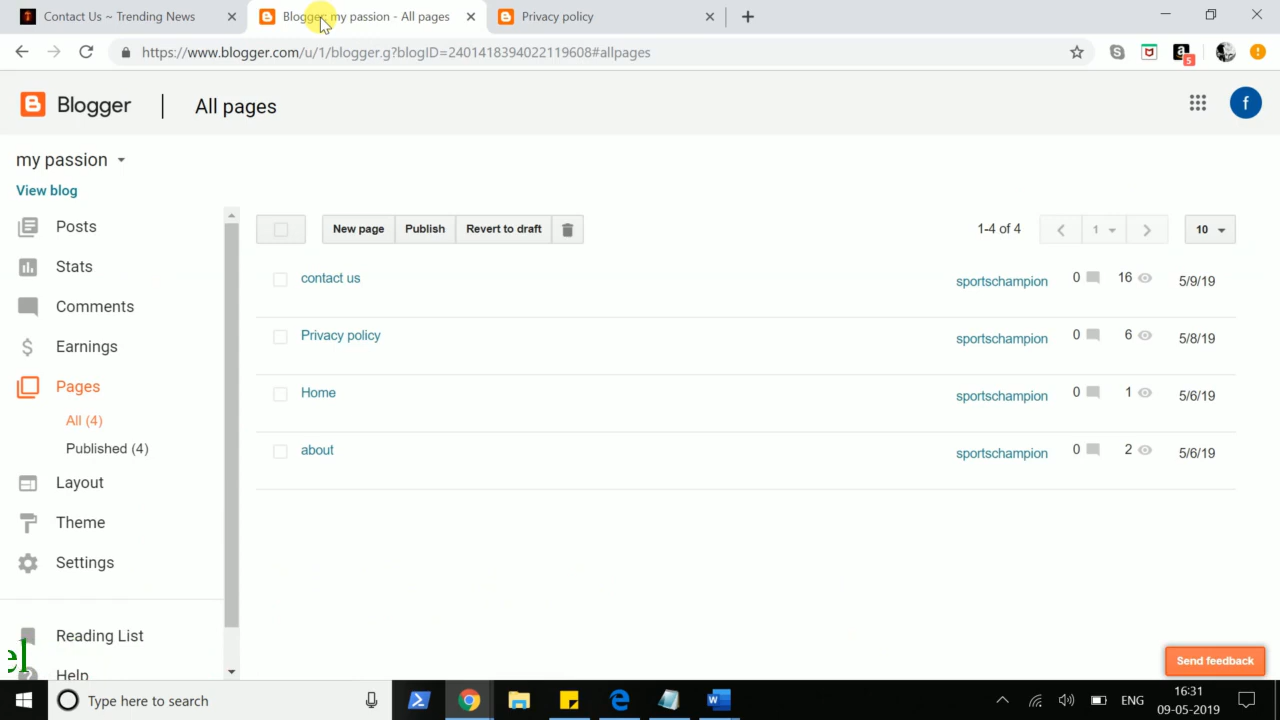 Contact Us ~ Trending News
Blogger: my passion - All pages
Privacy policy
https://www.blogger.com/u/1/blogger.g?blogID=2401418394022119608#allpages
a
5
Blogger | All pages
f
my passion
View blog
Posts
Stats
Comments
Earnings
Pages
All (4)
Published (4)
Layout
Theme
Settings
Reading List
Help
el
New page
Publish
Revert to draft
1-4 of 4
1
10
contact us sportschampion 0 16 5/9/19
Privacy policy sportschampion 0 6 5/8/19
Home sportschampion 0 1 5/6/19
about sportschampion 0 2 5/6/19
Send feedback
Type here to search
ENG
16:31
09-05-2019